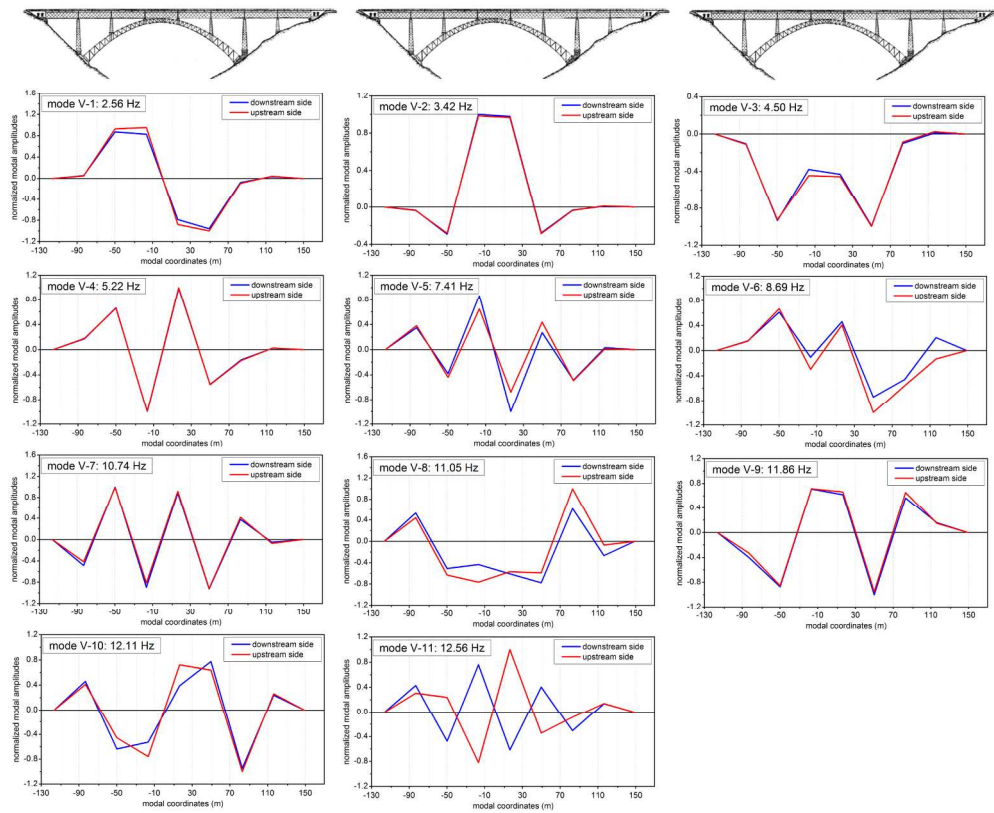 mode V-1: 2.56 Hz
downstream side
upstream side
normalized modal amplitudes
1.6
1.2
0.8
0.4
0.0
-0.4
-0.8
-1.2
-130 -90 -50 -10 30 70 110 150
modal coordinates (m)
mode V-2: 3.42 Hz
downstream side
upstream side
normalized modal amplitudes
1.2
0.8
0.4
0.0
-0.4
-130 -90 -50 -10 30 70 110 150
modal coordinates (m)
mode V-3: 4.50 Hz
downstream side
upstream side
normalized modal amplitudes
0.4
0.0
-0.4
-0.8
-1.2
-130 -90 -50 -10 30 70 110 150
modal coordinates (m)
mode V-4: 5.22 Hz
downstream side
upstream side
normalized modal amplitudes
1.2
0.8
0.4
0.0
-0.4
-0.8
-1.2
-130 -90 -50 -10 30 70 110 150
modal coordinates (m)
mode V-5: 7.41 Hz
downstream side
upstream side
normalized modal amplitudes
1.2
0.8
0.4
0.0
-0.4
-0.8
-1.2
-130 -90 -50 -10 30 70 110 150
modal coordinates (m)
mode V-6: 8.69 Hz
downstream side
upstream side
normalized modal amplitudes
1.2
0.8
0.4
0.0
-0.4
-0.8
-1.2
-130 -90 -50 -10 30 70 110 150
modal coordinates (m)
mode V-7: 10.74 Hz
downstream side
upstream side
normalized modal amplitudes
1.6
1.2
0.8
0.4
0.0
-0.4
-0.8
-1.2
-130 -90 -50 -10 30 70 110 150
modal coordinates (m)
mode V-8: 11.05 Hz
downstream side
upstream side
normalized modal amplitudes
1.6
1.2
0.8
0.4
0.0
-0.4
-0.8
-1.2
-130 -90 -50 -10 30 70 110 150
modal coordinates (m)
mode V-9: 11.86 Hz
downstream side
upstream side
normalized modal amplitudes
1.2
0.8
0.4
0.0
-0.4
-0.8
-1.2
-130 -90 -50 -10 30 70 110 150
modal coordinates (m)
mode V-10: 12.11 Hz
downstream side
upstream side
normalized modal amplitudes
1.2
0.8
0.4
0.0
-0.4
-0.8
-1.2
-130 -90 -50 -10 30 70 110 150
modal coordinates (m)
mode V-11: 12.56 Hz
downstream side
upstream side
normalized modal amplitudes
1.2
0.8
0.4
0.0
-0.4
-0.8
-1.2
-130 -90 -50 -10 30 70 110 150
modal coordinates (m)